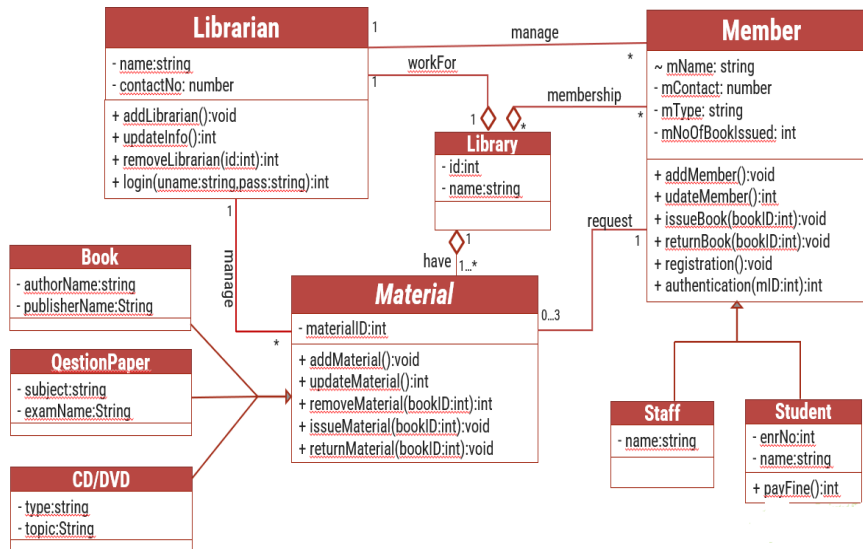 Librarian
- name:string
- contactNo: number
+ addLibrarian():void
+ updateInfo():int
+ removeLibrarian(id:int):int
+ login(uname:string,pass:string):int
1
manage
*
1
workFor
1
*
membership
*
Member
~ mName: string
- mContact: number
- mType: string
- mNoOfBookIssued: int
+ addMember():void
+ udateMember():int
+ issueBook(bookID:int):void
+ returnBook(bookID:int):void
+ registration():void
+ authentication(mID:int):int
Library
- id:int
- name:string
1
have
1...*
1
manage
*
request
1
0...3
Book
- authorName:string
- publisherName:String
QestionPaper
- subject:string
- examName:String
CD/DVD
- type:string
- topic:String
Material
- materialID:int
+ addMaterial():void
+ updateMaterial():int
+ removeMaterial(bookID:int):int
+ issueMaterial(bookID:int):void
+ returnMaterial(bookID:int):void
Staff
- name:string
Student
- enrNo:int
- name:string
+ payFine():int